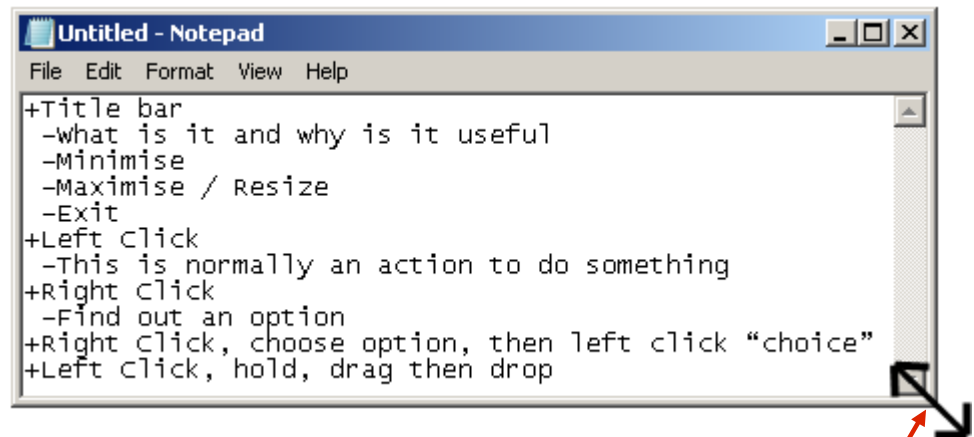 Untitled - Notepad
File Edit Format View Help
+Title bar
-What is it and why is it useful
-Minimise
-Maximise / Resize
-Exit
+Left Click
-This is normally an action to do something
+Right Click
-Find out an option
+Right Click, choose option, then left click “choice”
+Left Click, hold, drag then drop